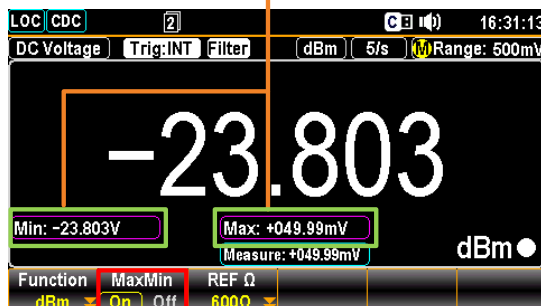 LOC CDC 2 C 16:31:13
DC Voltage Trig:INT Filter dBm 5/s M Range: 500mV
-23.803
Min: -23.803V Max: +049.99mV
Measure: +049.99mV dBm
Function MaxMin REF Ω
dBm On Off 600Ω